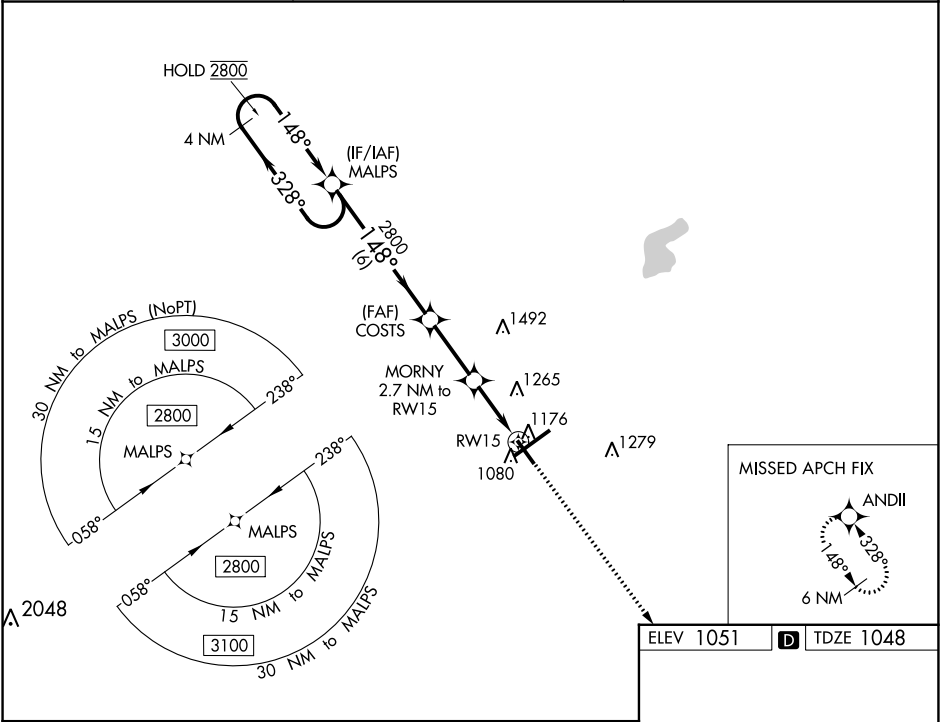 HOLD 2800
4 NM
148°
328°
(IF/IAF)
MALPS
2800
148°
(6)
(FAF)
COSTS
1492
MORNY
2.7 NM to
RW15
1265
RW15
1176
1080
1279
30 NM to MALPS (NoPT)
3000
15 NM to MALPS
2800
MALPS
238°
058°
238°
MALPS
058°
2800
15 NM to MALPS
3100
30 NM to MALPS
2048
MISSED APCH FIX
ANDII
148°
328°
6 NM
ELEV 1051
D
TDZE 1048